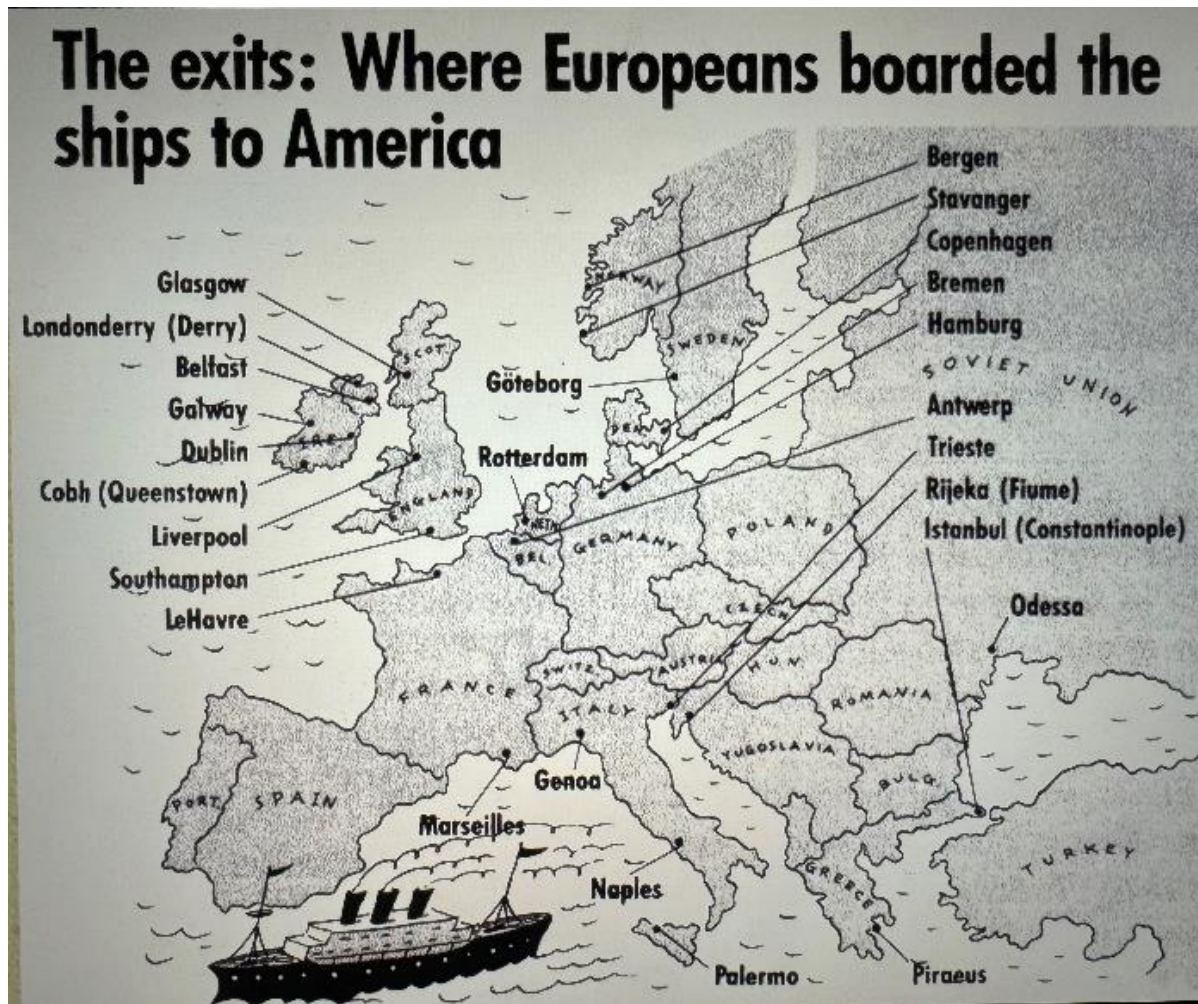 The exits: Where Europeans boarded the
ships to America
Bergen
Stavanger
Copenhagen
Bremen
Hamburg
Antwerp
Trieste
Rijeka (Fiume)
Istanbul (Constantinople)
Odessa
Glasgow
Londonderry (Derry)
Belfast
Galway
Dublin
Cobh (Queenstown)
Liverpool
Southampton
LeHavre
Göteborg
Rotterdam
Genoa
Marseilles
Naples
Palermo
Piraeus
NORWAY
SWEDEN
SOVIET UNION
SCOT.
EIRE
ENGLAND
DEN.
NETH.
BEL.
GERMANY
POLAND
CZECH.
FRANCE
SWITZ.
AUSTRIA
HUN.
ITALY
ROMANIA
YUGOSLAVIA
BULG.
PORT.
SPAIN
GREECE
TURKEY